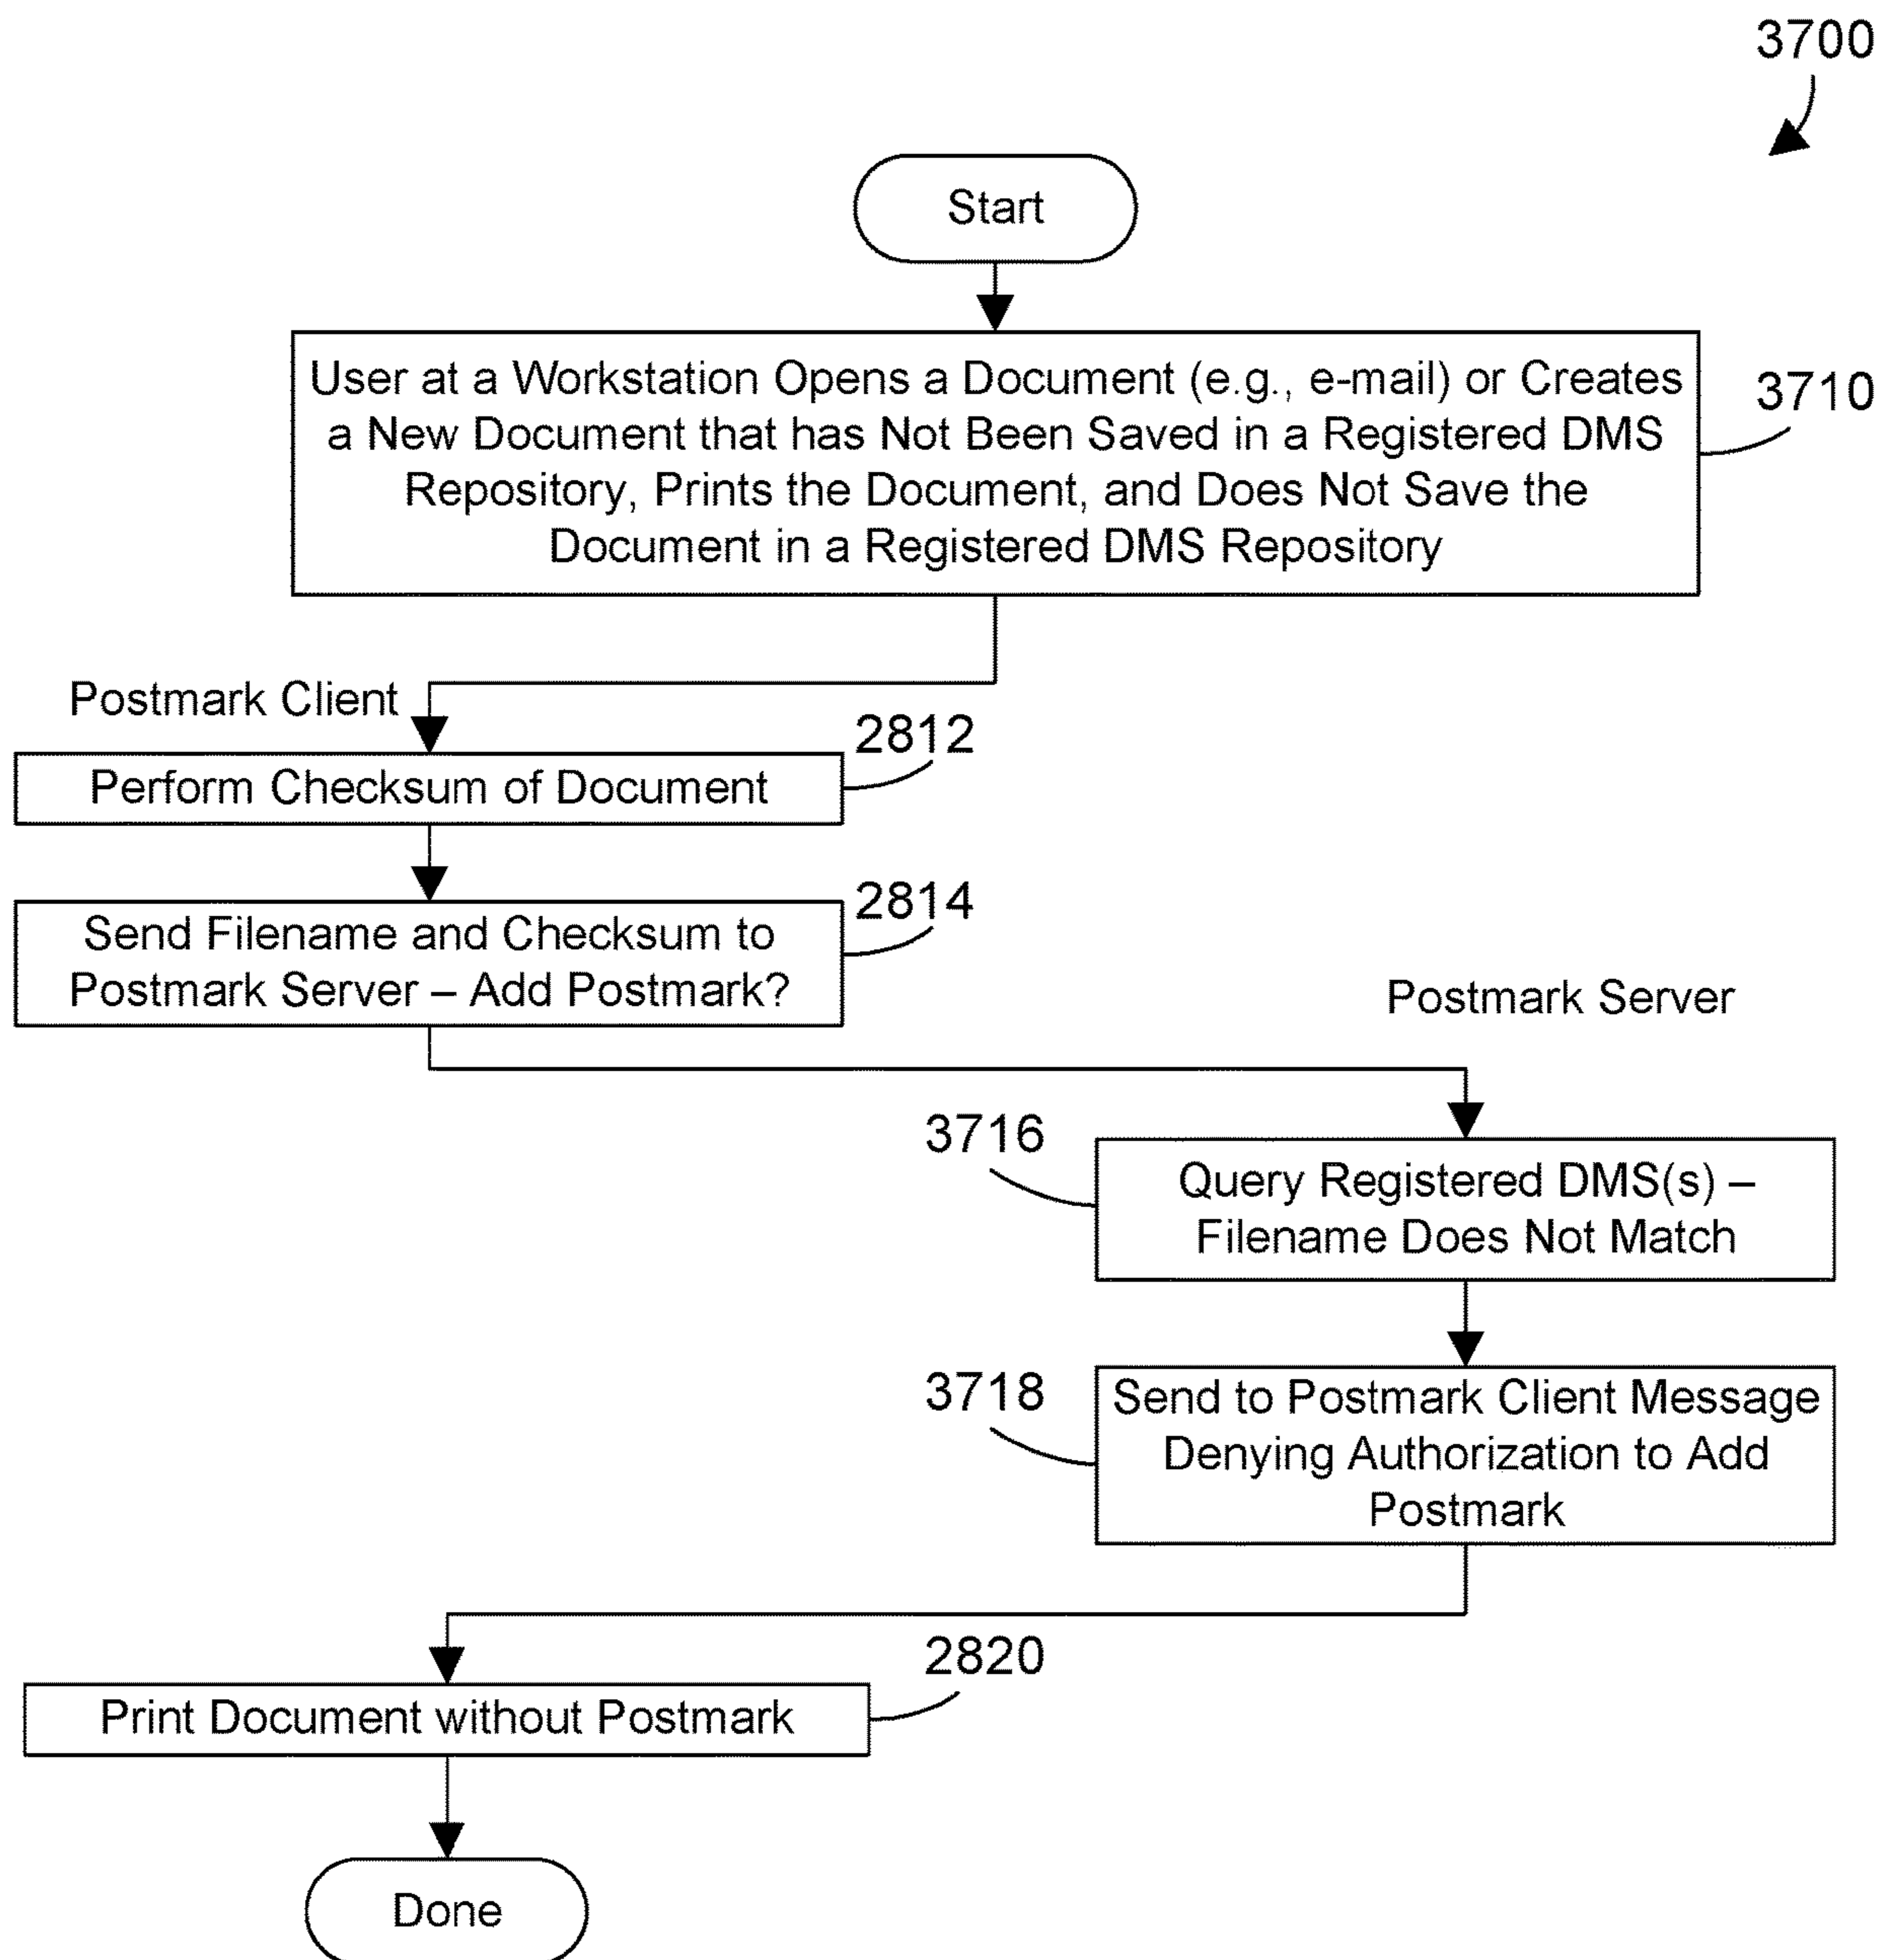 3700
Start
User at a Workstation Opens a Document (e.g., e-mail) or Creates
a New Document that has Not Been Saved in a Registered DMS
Repository, Prints the Document, and Does Not Save the
Document in a Registered DMS Repository
3710
Postmark Client
2812
Perform Checksum of Document
2814
Send Filename and Checksum to
Postmark Server – Add Postmark?
Postmark Server
3716
Query Registered DMS(s) –
Filename Does Not Match
3718
Send to Postmark Client Message
Denying Authorization to Add
Postmark
2820
Print Document without Postmark
Done